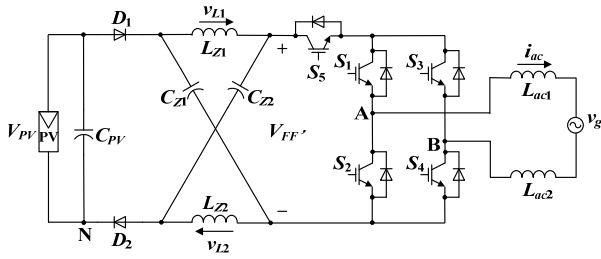 D1
vL1
LZ1
+
S5
S1
S3
iac
Lac1
CZ1
CZ2
VPV
PV
CPV
VFF'
A
B
vg
S2
S4
Lac2
LZ2
N
D2
vL2
−